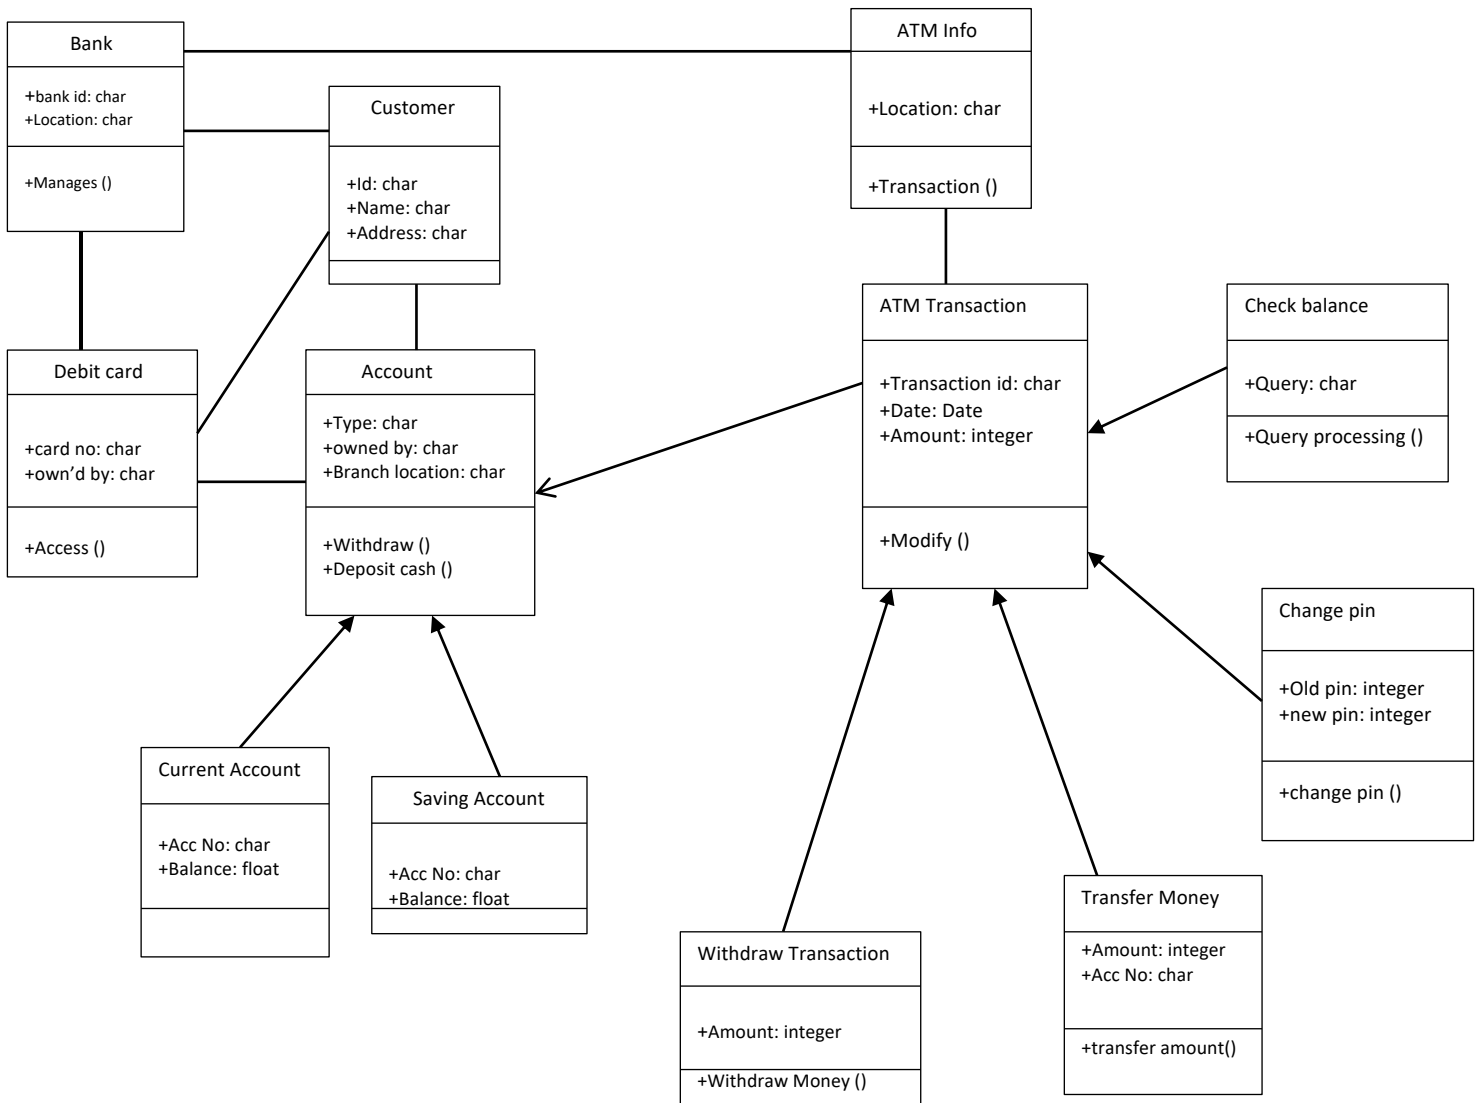 Bank
+bank id: char
+Location: char
+Manages ()
Customer
+Id: char
+Name: char
+Address: char
ATM Info
+Location: char
+Transaction ()
Debit card
+card no: char
+own’d by: char
+Access ()
Account
+Type: char
+owned by: char
+Branch location: char
+Withdraw ()
+Deposit cash ()
ATM Transaction
+Transaction id: char
+Date: Date
+Amount: integer
+Modify ()
Check balance
+Query: char
+Query processing ()
Change pin
+Old pin: integer
+new pin: integer
+change pin ()
Current Account
+Acc No: char
+Balance: float
Saving Account
+Acc No: char
+Balance: float
Withdraw Transaction
+Amount: integer
+Withdraw Money ()
Transfer Money
+Amount: integer
+Acc No: char
+transfer amount()